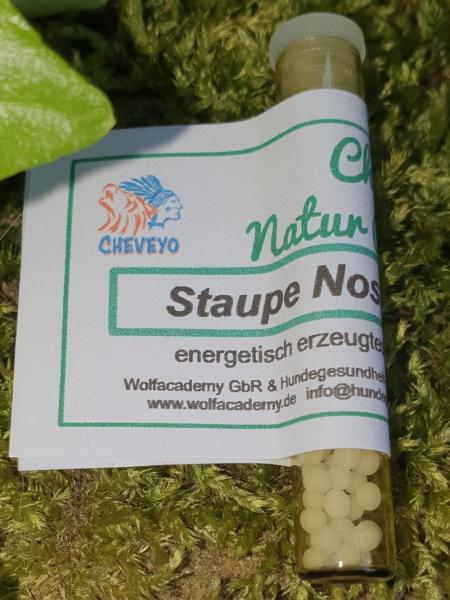 CHEVEYO
Natur
Staupe Nos
energetisch erzeugte
Wolfacademy GbR & Hundegesundhei
www.wolfacademy.de info@hunde